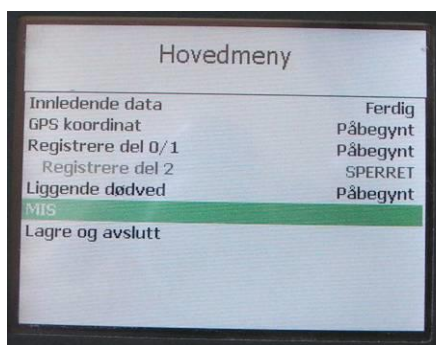 Hovedmeny
Innledende data Ferdig
GPS koordinat Påbegynt
Registrere del 0/1 Påbegynt
Registrere del 2 SPERRET
Liggende dødved Påbegynt
MIS
Lagre og avslutt